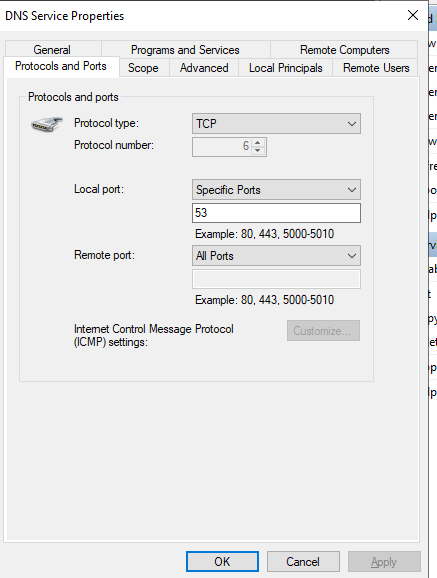 DNS Service Properties
General Programs and Services Remote Computers
Protocols and Ports Scope Advanced Local Principals Remote Users
Protocols and ports
Protocol type: TCP
Protocol number: 6
Local port: Specific Ports
53
Example: 80, 443, 5000-5010
Remote port: All Ports
Example: 80, 443, 5000-5010
Internet Control Message Protocol
(ICMP) settings: Customize...
OK Cancel Apply